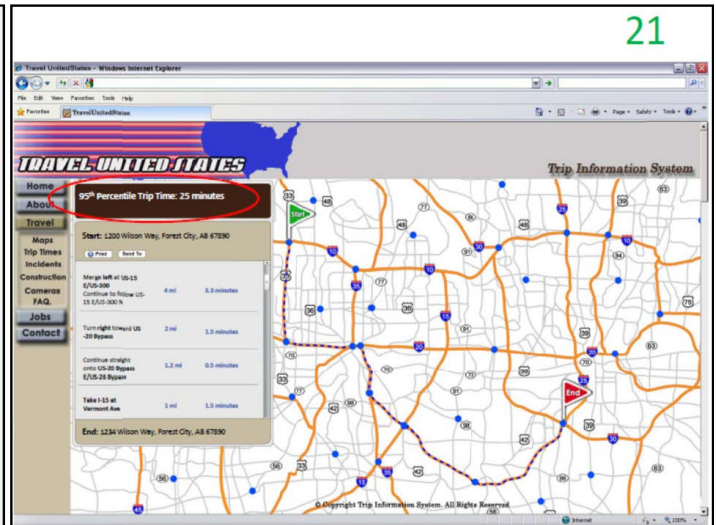 21
Travel UnitedStates - Windows Internet Explorer
File Edit View Favorites Tools Help
Favorites TravelUnitedStates
Page Safety Tools
TRAVEL UNITED STATES
Trip Information System
Home
About
Travel
Maps
Trip Times
Incidents
Construction
Cameras
FAQ.
Jobs
Contact
95th Percentile Trip Time: 25 minutes
Start: 1200 Wilson Way, Forest City, AB 67890
Print Send To
Merge left at US-15
E/US-300
Continue to follow US-
15 E/US-300 N
4 mi 3.3 minutes
Turn right toward US
-20 Bypass
2 mi 1.5 minutes
Continue streight
onto US-20 Bypass
E/US-28 Bypass
1.2 mi 0.5 minutes
Take I-15 at
Vermont Ave
1 mi 1.5 minutes
End: 1234 Wilson Way, Forest City, AB 67890
Start
End
© Copyright Trip Information System. All Rights Reserved
Internet
100%